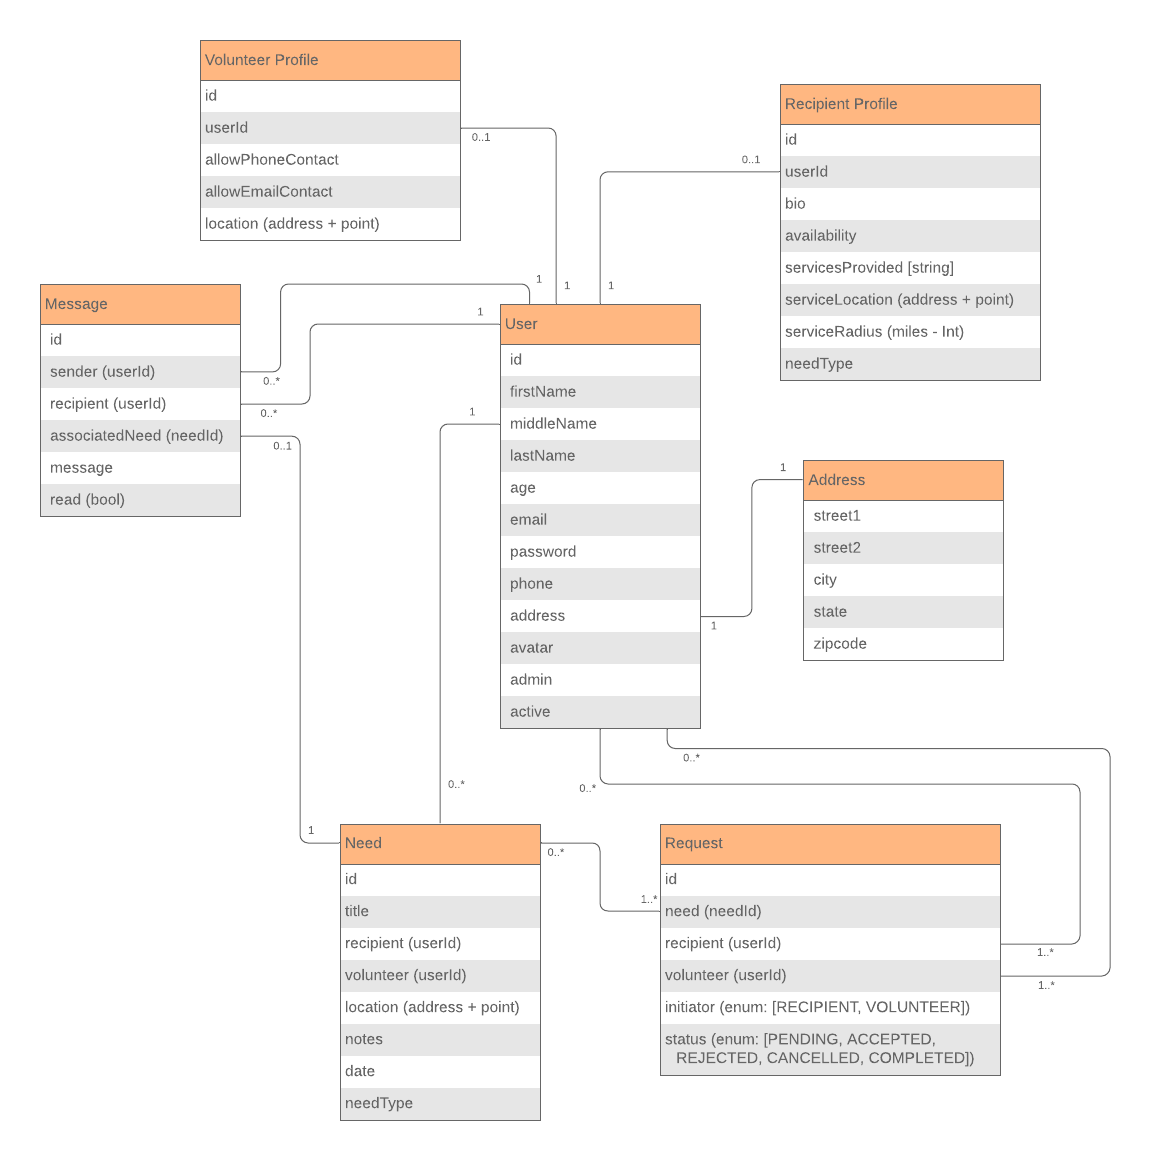 Volunteer Profile
id
userId
allowPhoneContact
allowEmailContact
location (address + point)
0..1
1
Recipient Profile
id
userId
bio
availability
servicesProvided [string]
serviceLocation (address + point)
serviceRadius (miles - Int)
needType
0..1
1
Message
id
sender (userId)
recipient (userId)
associatedNeed (needId)
message
read (bool)
1
0..*
1
0..*
0..1
1
User
id
firstName
middleName
lastName
age
email
password
phone
address
avatar
admin
active
1
0..*
Address
street1
street2
city
state
zipcode
1
1
0..*
0..*
Need
id
title
recipient (userId)
volunteer (userId)
location (address + point)
notes
date
needType
0..*
1..*
Request
id
need (needId)
recipient (userId)
volunteer (userId)
initiator (enum: [RECIPIENT, VOLUNTEER])
status (enum: [PENDING, ACCEPTED,
REJECTED, CANCELLED, COMPLETED])
1..*
1..*